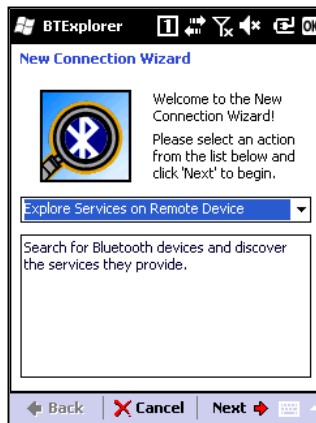 BTExplorer 1 OK
New Connection Wizard
Welcome to the New
Connection Wizard!
Please select an action
from the list below and
click 'Next' to begin.
Explore Services on Remote Device
Search for Bluetooth devices and discover
the services they provide.
Back Cancel Next